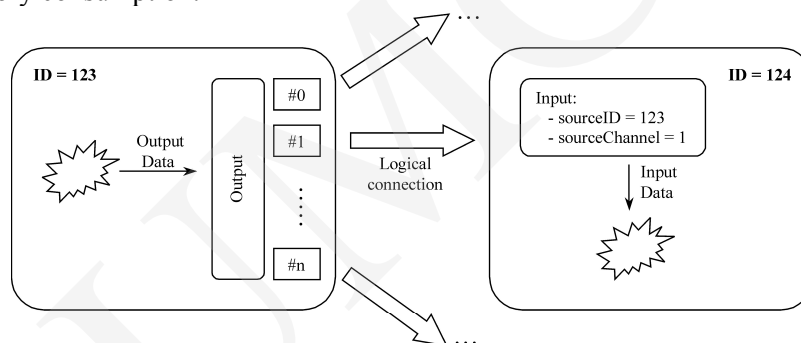 ...
ID = 123
ID = 124
#0
Input:
- sourceID = 123
- sourceChannel = 1
Output
Data
#1
Logical
connection
Output
Input
Data
......
#n
...